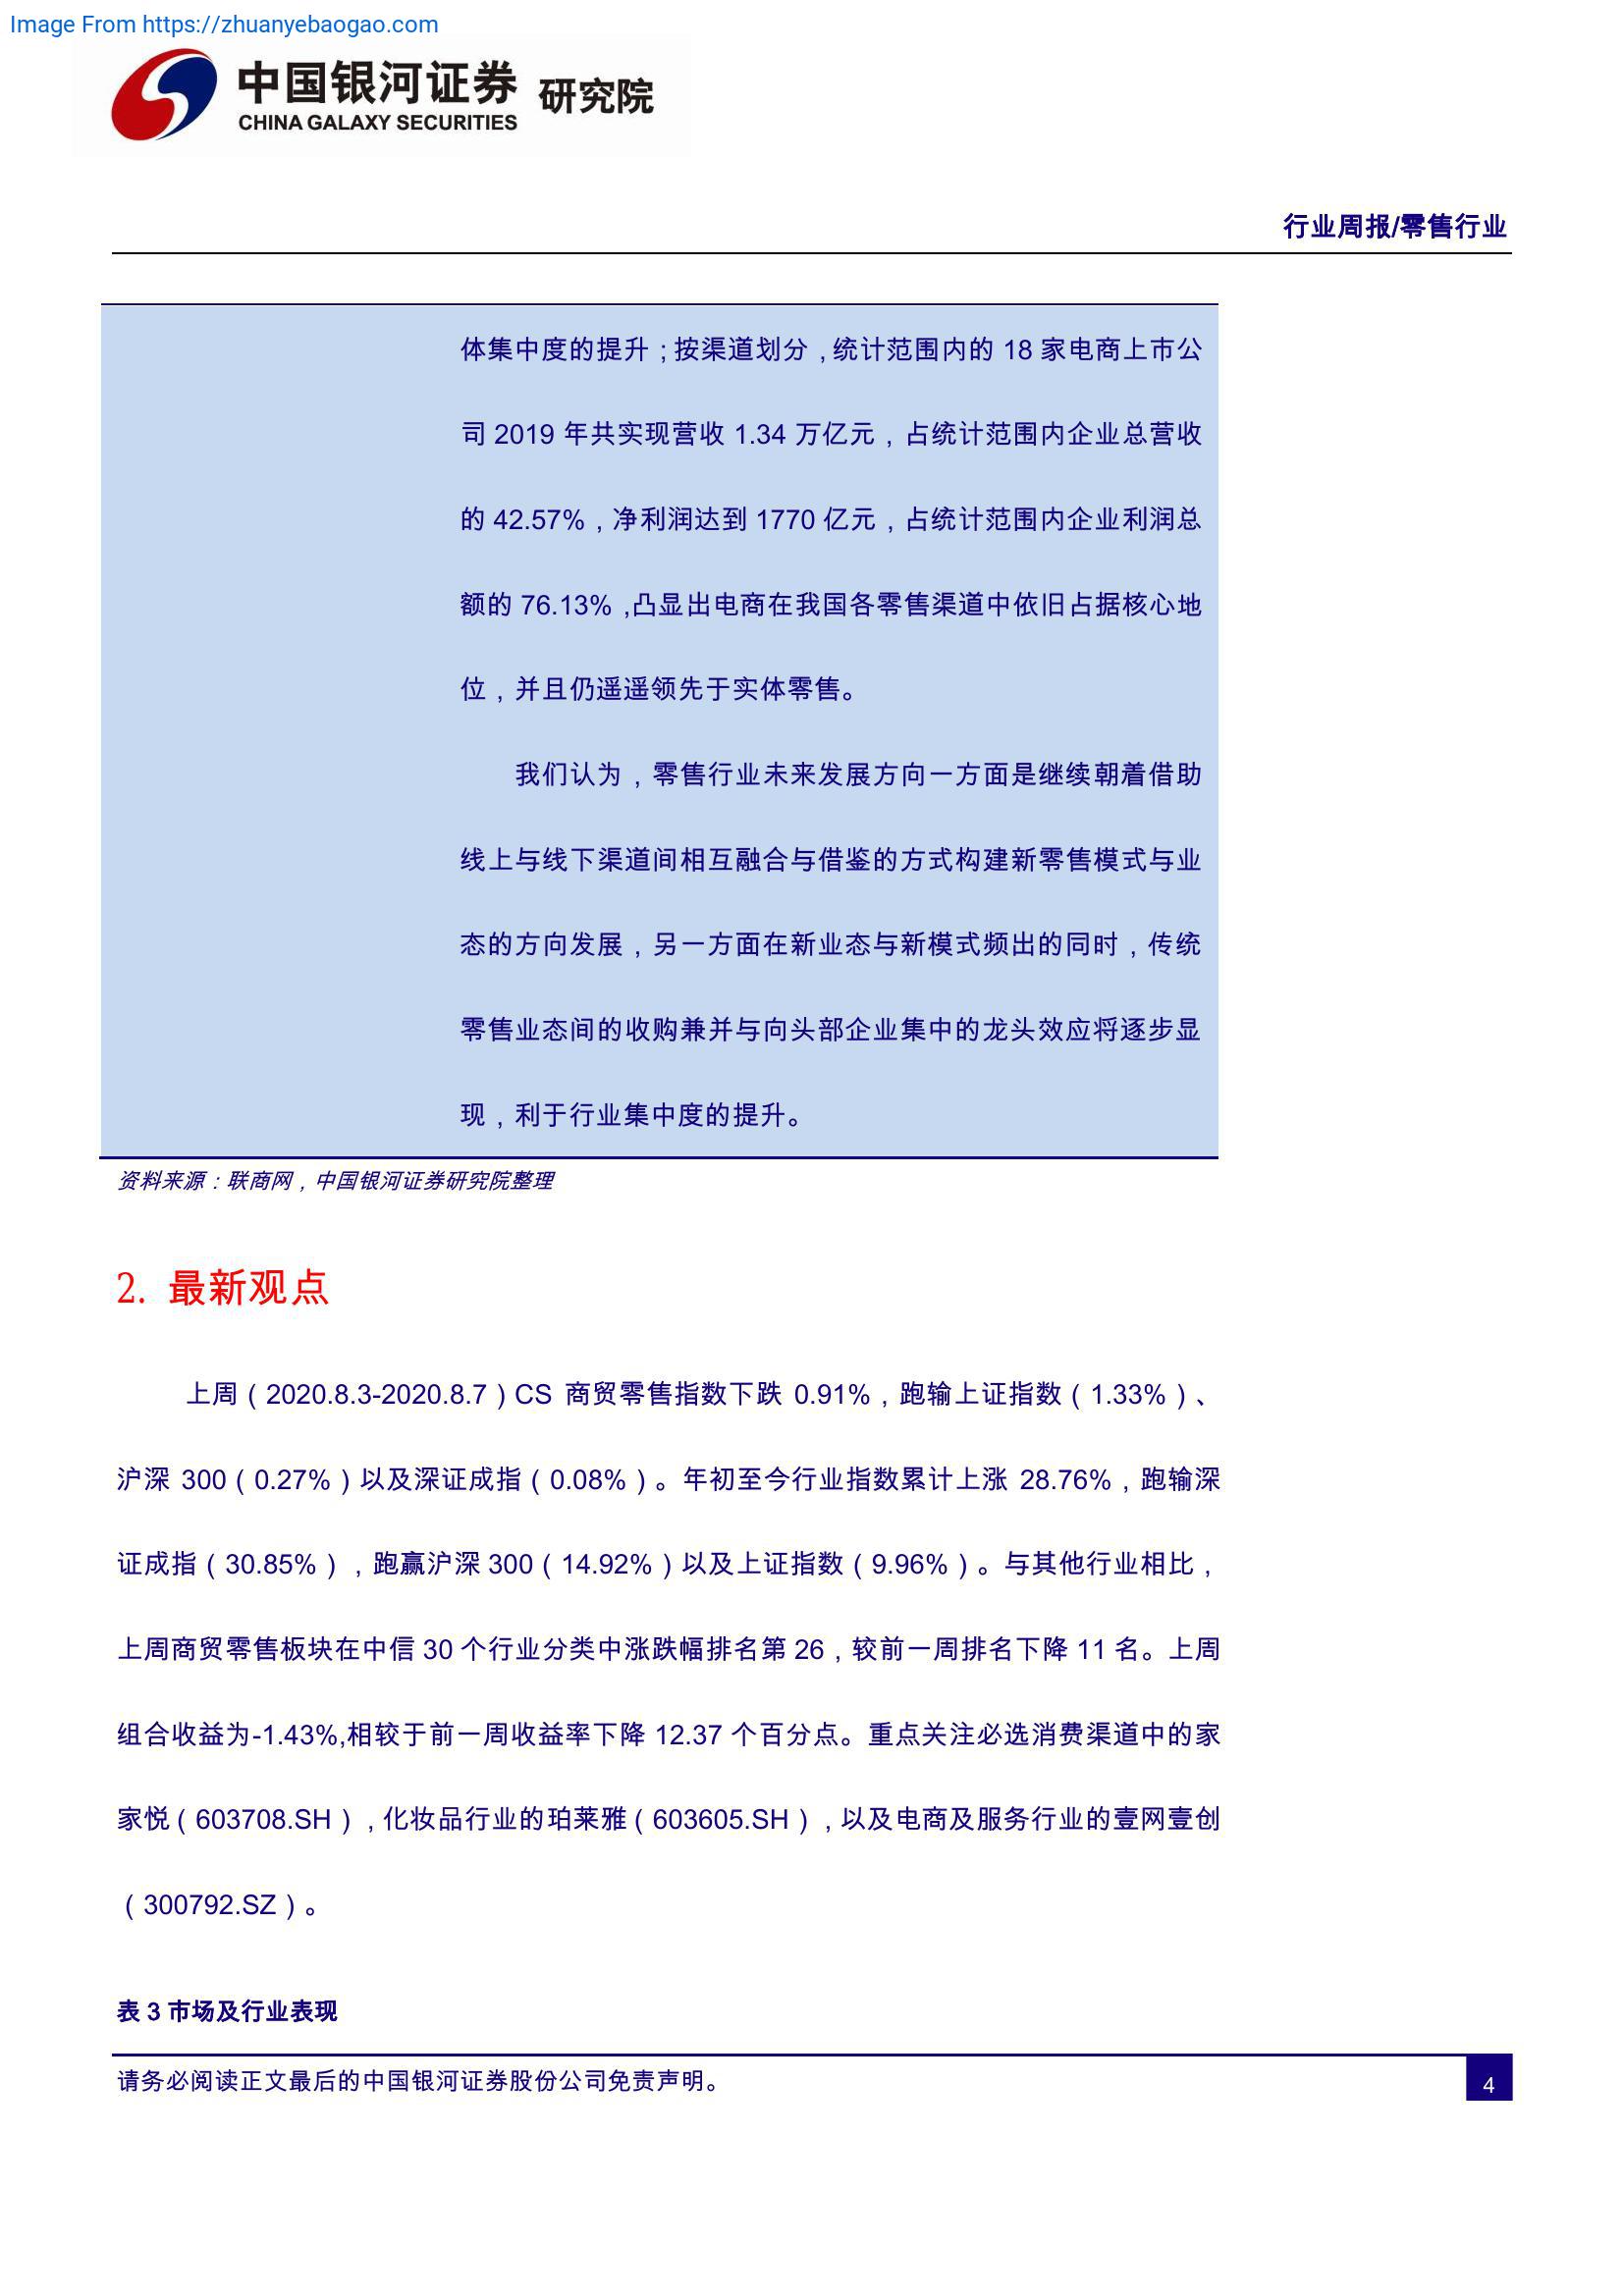 Image From https://zhuanyebaogao.com
中国银河证券 研究院
CHINA GALAXY SECURITIES
行业周报/零售行业
体集中度的提升；按渠道划分，统计范围内的 18 家电商上市公
司 2019 年共实现营收 1.34 万亿元，占统计范围内企业总营收
的 42.57%，净利润达到 1770 亿元，占统计范围内企业利润总
额的 76.13%，凸显出电商在我国各零售渠道中依旧占据核心地
位，并且仍遥遥领先于实体零售。
我们认为，零售行业未来发展方向一方面是继续朝着借助
线上与线下渠道间相互融合与借鉴的方式构建新零售模式与业
态的方向发展，另一方面在新业态与新模式频出的同时，传统
零售业态间的收购兼并与向头部企业集中的龙头效应将逐步显
现，利于行业集中度的提升。
资料来源：联商网，中国银河证券研究院整理
2. 最新观点
上周（2020.8.3-2020.8.7）CS 商贸零售指数下跌 0.91%，跑输上证指数（1.33%）、
沪深 300（0.27%）以及深证成指（0.08%）。年初至今行业指数累计上涨 28.76%，跑输深
证成指（30.85%），跑赢沪深 300（14.92%）以及上证指数（9.96%）。与其他行业相比，
上周商贸零售板块在中信 30 个行业分类中涨跌幅排名第 26，较前一周排名下降 11 名。上周
组合收益为-1.43%,相较于前一周收益率下降 12.37 个百分点。重点关注必选消费渠道中的家
家悦（603708.SH），化妆品行业的珀莱雅（603605.SH），以及电商及服务行业的壹网壹创
（300792.SZ）。
表 3 市场及行业表现
请务必阅读正文最后的中国银河证券股份公司免责声明。
4